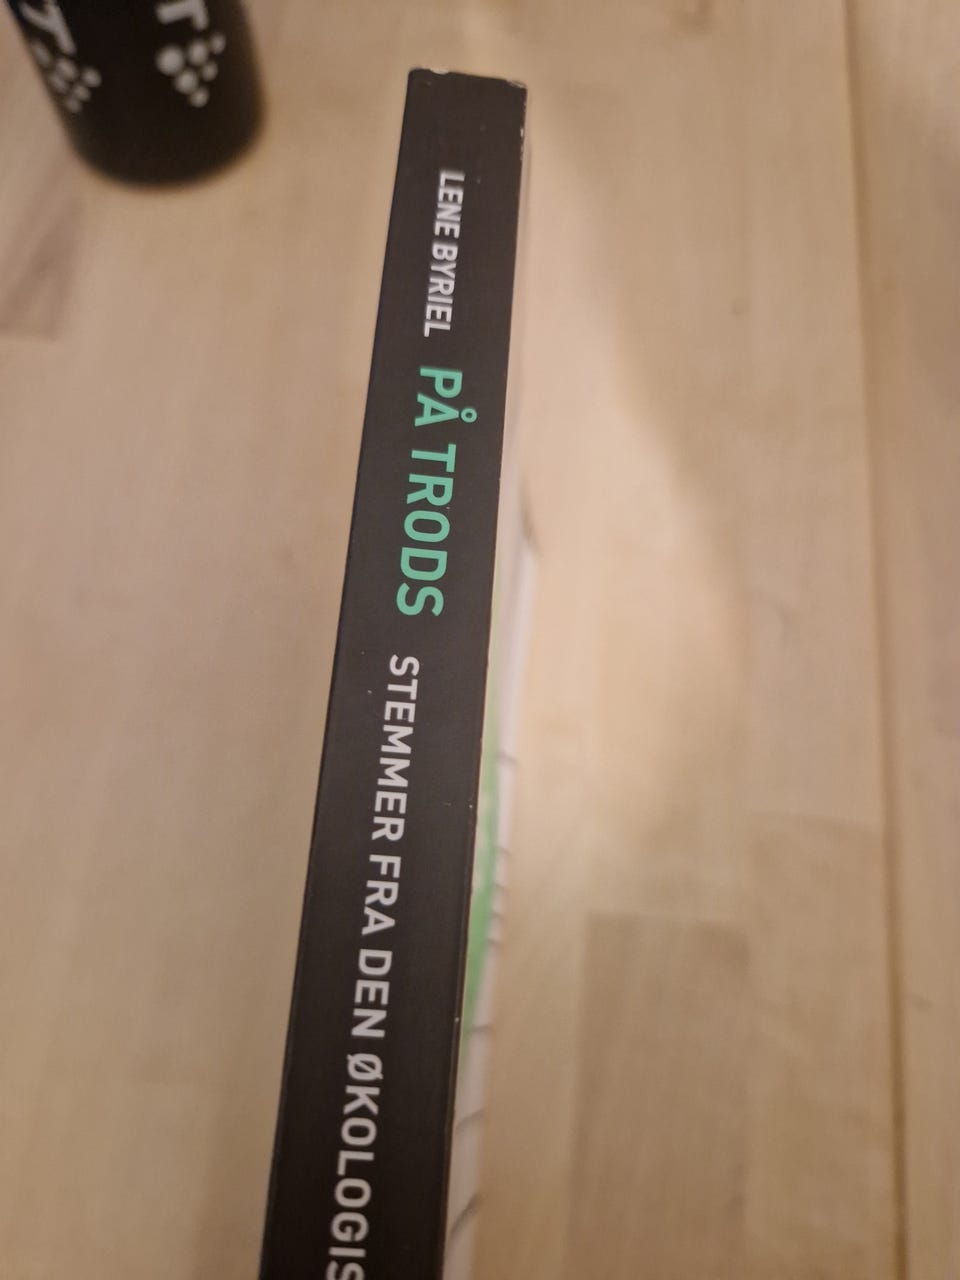 LENE BYRIEL PÅ TRODS STEMMER FRA DEN ØKOLOGIS